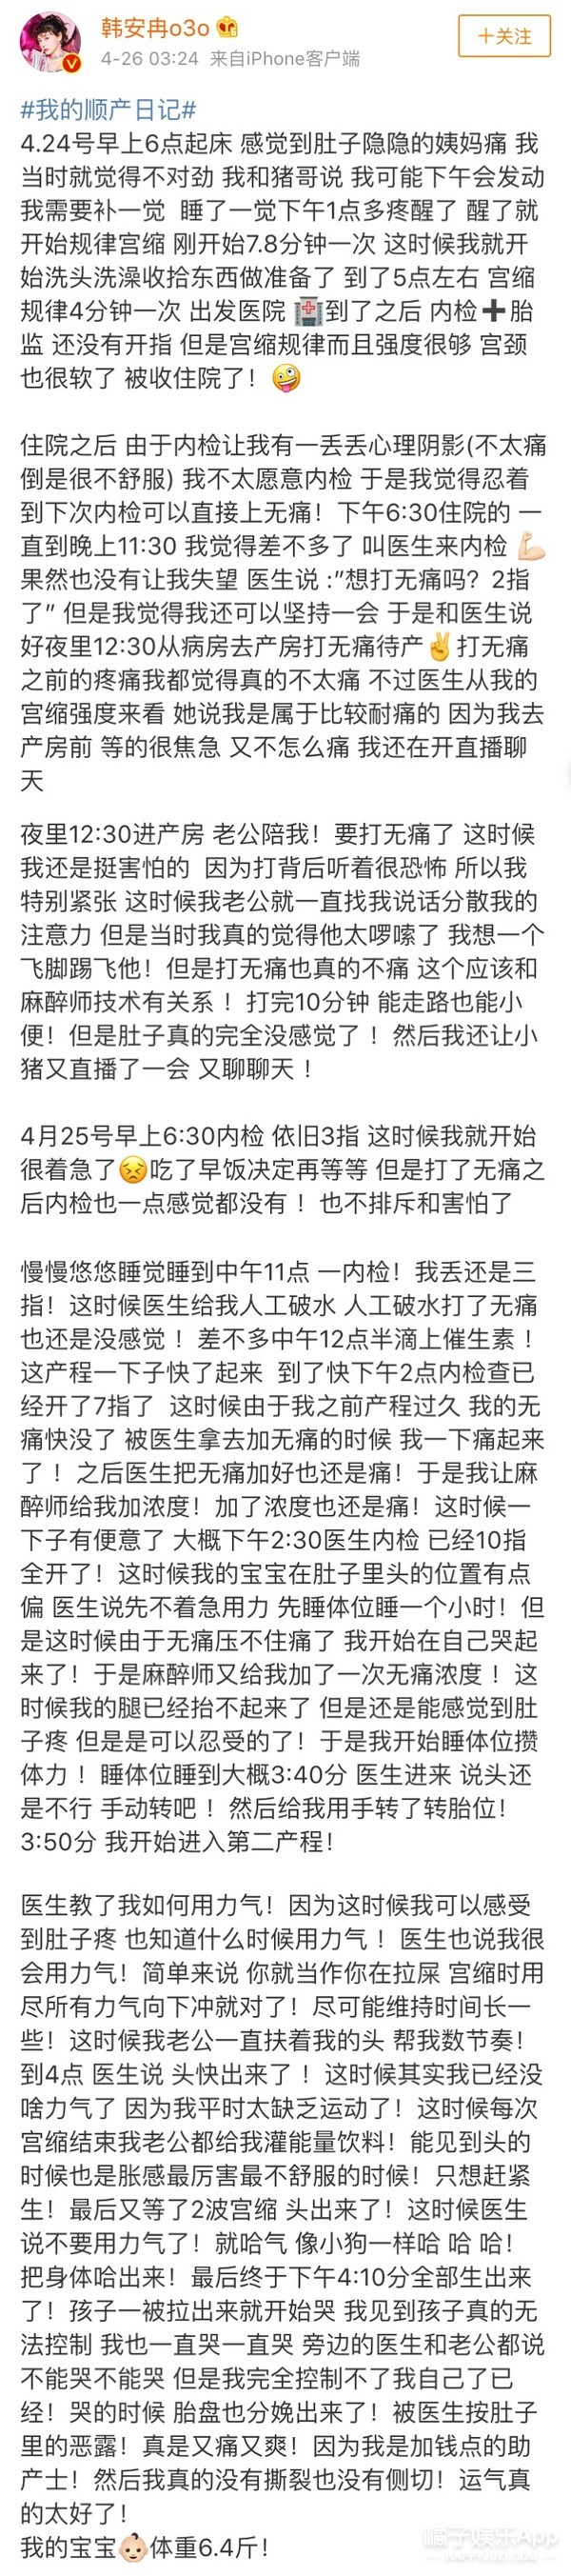 韩安冉o3o
4-26 03:24 来自iPhone客户端
＋关注
#我的顺产日记#
4.24号早上6点起床 感觉到肚子隐隐的姨妈痛 我
当时就觉得不对劲 我和猪哥说 我可能下午会发动
我需要补一觉 睡了一觉下午1点多疼醒了 醒了就
开始规律宫缩 刚开始7.8分钟一次 这时候我就开
始洗头洗澡收拾东西做准备了 到了5点左右 宫缩
规律4分钟一次 出发医院 🏥到了之后 内检➕胎
监 还没有开指 但是宫缩规律而且强度很够 宫颈
也很软了 被收住院了！🤪
住院之后 由于内检让我有一丢丢心理阴影(不太痛
倒是很不舒服) 我不太愿意内检 于是我觉得忍着
到下次内检可以直接上无痛！下午6:30住院的 一
直到晚上11:30 我觉得差不多了 叫医生来内检 💪🏻
果然也没有让我失望 医生说 :"想打无痛吗？2指
了" 但是我觉得我还可以坚持一会 于是和医生说
好夜里12:30从病房去产房打无痛待产✌️打无痛
之前的疼痛我都觉得真的不太痛 不过医生从我的
宫缩强度来看 她说我是属于比较耐痛的 因为我去
产房前 等的很焦急 又不怎么痛 我还在开直播聊
天
夜里12:30进产房 老公陪我！要打无痛了 这时候
我还是挺害怕的 因为打背后听着很恐怖 所以我
特别紧张 这时候我老公就一直找我说话分散我的
注意力 但是当时我真的觉得他太啰嗦了 我想一个
飞脚踢飞他！但是打无痛也真的不痛 这个应该和
麻醉师技术有关系！打完10分钟 能走路也能小
便！但是肚子真的完全没感觉了！然后我还让小
猪又直播了一会 又聊聊天！
4月25号早上6:30内检 依旧3指 这时候我就开始
很着急了😣吃了早饭决定再等等 但是打了无痛之
后内检也一点感觉都没有！也不排斥和害怕了
慢慢悠悠睡觉睡到中午11点 一内检！我丢还是三
指！这时候医生给我人工破水 人工破水打了无痛
也还是没感觉！差不多中午12点半滴上催生素！
这产程一下子快了起来 到了快下午2点内检查已
经开了7指了 这时候由于我之前产程过久 我的无
痛快没了 被医生拿去加无痛的时候 我一下痛起来
了！之后医生把无痛加好也还是痛！于是我让麻
醉师给我加浓度！加了浓度也还是痛！这时候一
下子有便意了 大概下午2:30医生内检 已经10指
全开了！这时候我的宝宝在肚子里头的位置有点
偏 医生说先不着急用力 先睡体位睡一个小时！但
是这时候由于无痛压不住痛了 我开始在自己哭起
来了！于是麻醉师又给我加了一次无痛浓度！这
时候我的腿已经抬不起来了 但是还是能感觉到肚
子疼 但是是可以忍受的了！于是我开始睡体位攒
体力！睡体位睡到大概3:40分 医生进来 说头还
是不行 手动转吧！然后给我用手转了转胎位！
3:50分 我开始进入第二产程！
医生教了我如何用力气！因为这时候我可以感受
到肚子疼 也知道什么时候用力气！医生也说我很
会用力气！简单来说 你就当作你在拉屎 宫缩时用
尽所有力气向下冲就对了！尽可能维持时间长一
些！这时候我老公一直扶着我的头 帮我数节奏！
到4点 医生说 头快出来了！这时候其实我已经没
啥力气了 因为我平时太缺乏运动了！这时候每次
宫缩结束我老公都给我灌能量饮料！能见到头的
时候也是胀感最厉害最不舒服的时候！只想赶紧
生！最后又等了2波宫缩 头出来了！这时候医生
说不要用力气了！就哈气 像小狗一样哈 哈 哈！
把身体哈出来！最后终于下午4:10分全部生出来
了！孩子一被拉出来就开始哭 我见到孩子真的无
法控制 我也一直哭一直哭 旁边的医生和老公都说
不能哭不能哭 但是我完全控制不了我自己了已
经！哭的时候 胎盘也分娩出来了！被医生按肚子
里的恶露！真是又痛又爽！因为我是加钱点的助
产士！然后我真的没有撕裂也没有侧切！运气真
的太好了！
我的宝宝👶🏻体重6.4斤！
橘子娱乐App
HAPPYJUZI.COM